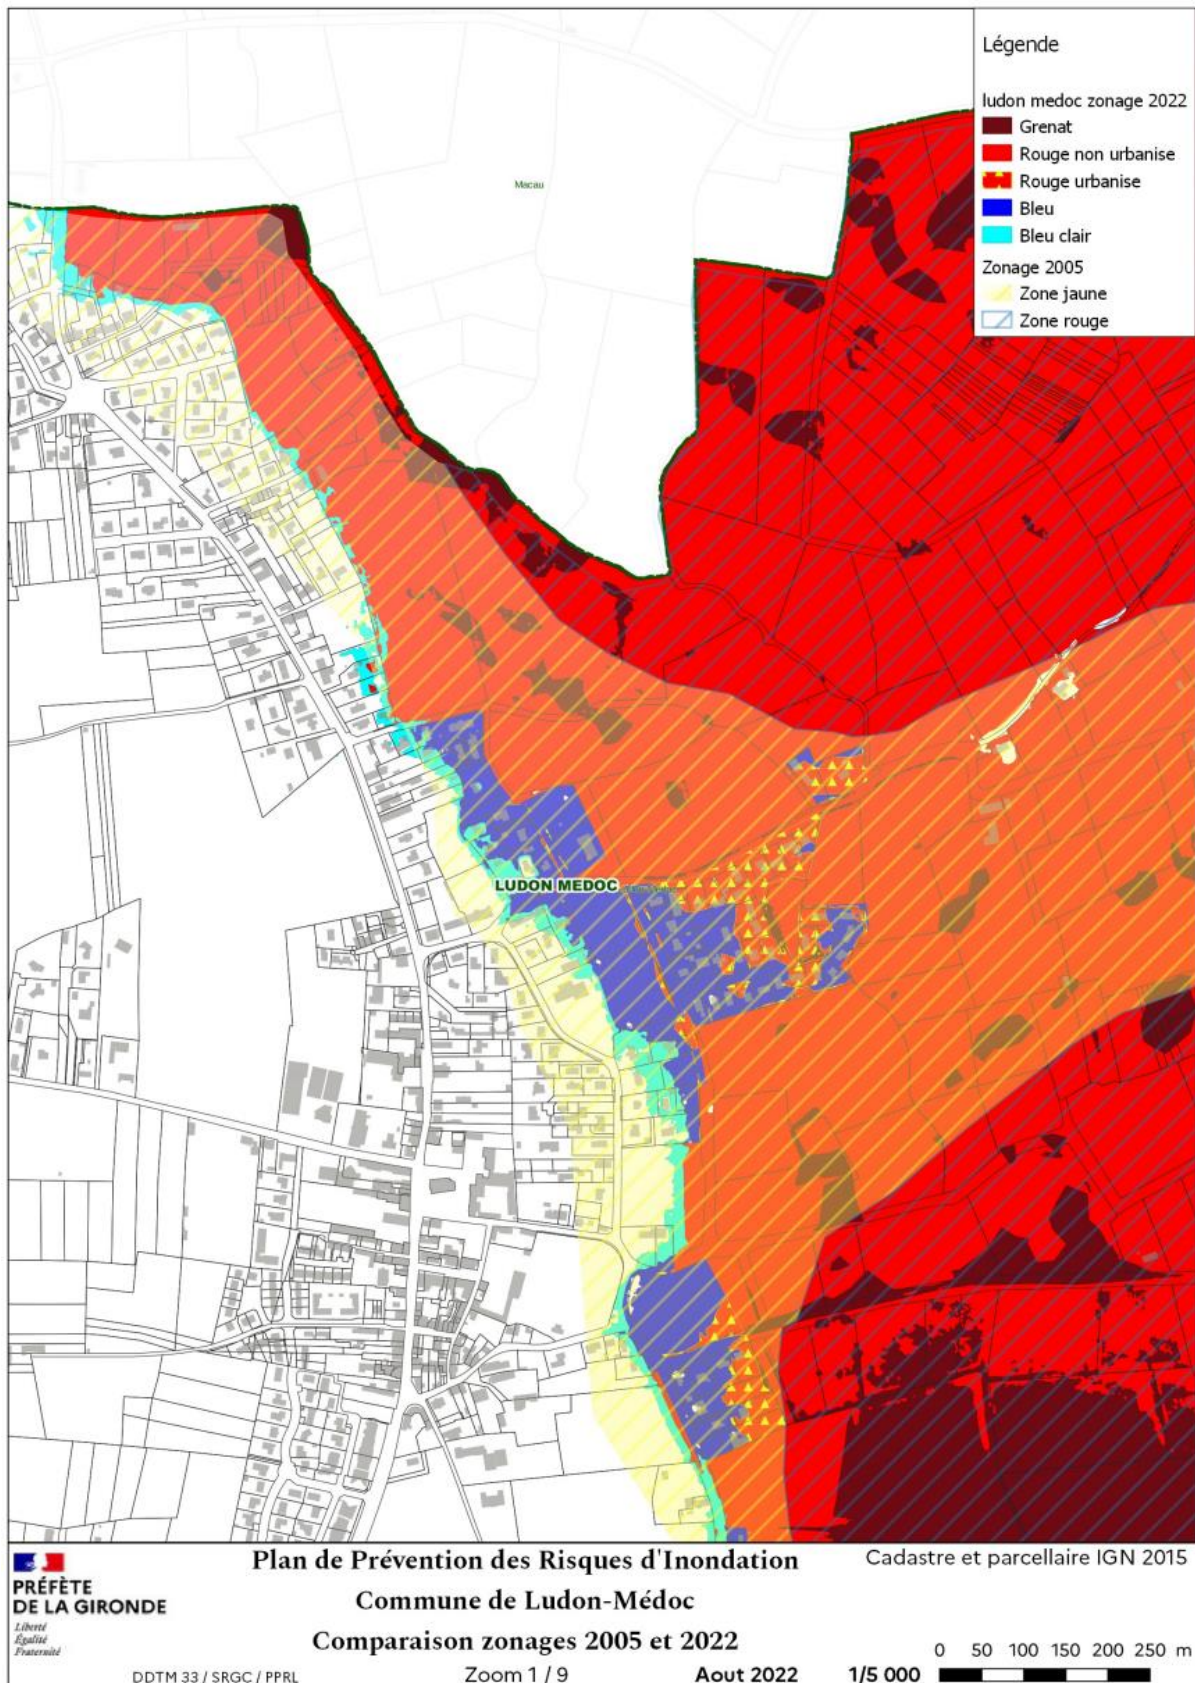 Légende
ludon medoc zonage 2022
Grenat
Rouge non urbanise
Rouge urbanise
Bleu
Bleu clair
Zonage 2005
Zone jaune
Zone rouge
Macau
LUDON MEDOC
PRÉFÈTE
DE LA GIRONDE
Liberté
Égalité
Fraternité
Plan de Prévention des Risques d'Inondation
Commune de Ludon-Médoc
Comparaison zonages 2005 et 2022
Cadastre et parcellaire IGN 2015
DDTM 33 / SRGC / PPRL
Zoom 1 / 9
Aout 2022
1/5 000
0 50 100 150 200 250 m